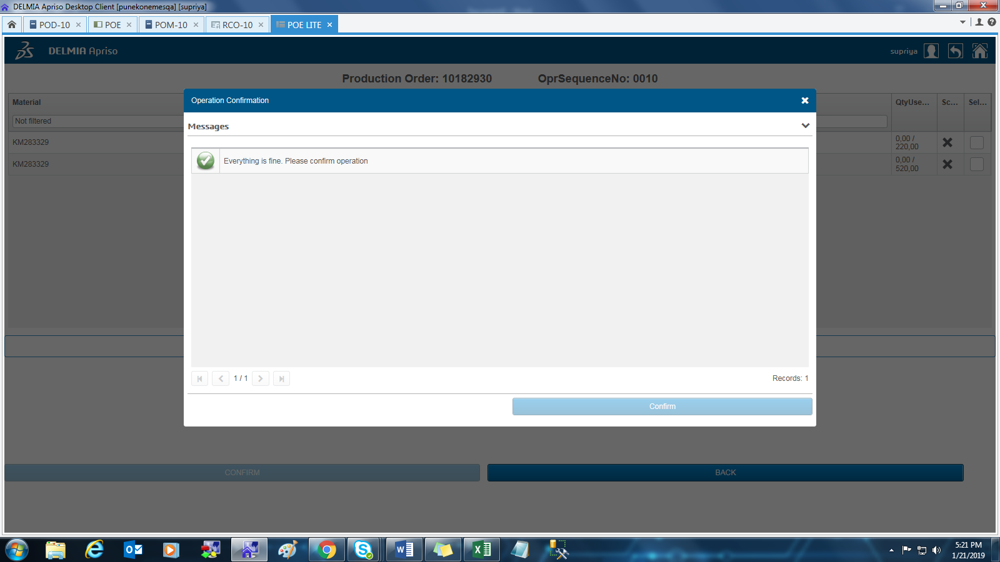 DELMIA Apriso Desktop Client [punekonemesqa] [supriya]
POD-10
POE
POM-10
RCO-10
POE LITE
DELMIA Apriso
supriya
Production Order: 10182930
OprSequenceNo: 0010
Material
QtyUse...
Sc...
Sel...
Not filtered
KM283329
0,00 /
220,00
KM283329
0,00 /
520,00
Operation Confirmation
Messages
Everything is fine. Please confirm operation
1 / 1
Records: 1
Confirm
CONFIRM
BACK
5:21 PM
1/21/2019